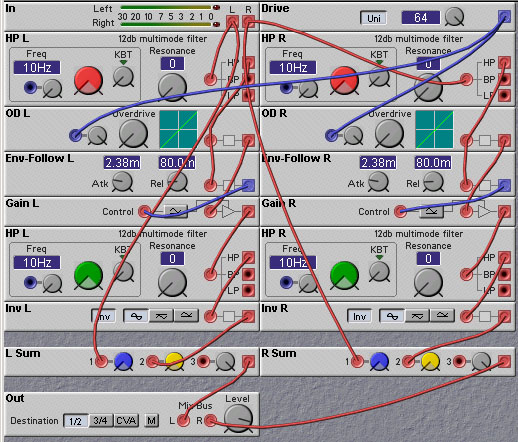 In Left 30 20 10 7 5 3 2 1 0 L R Drive Uni 64
Right
HP L 12db multimode filter HP R 12db multimode filter
Freq KBT Resonance HP Freq KBT Resonance HP
10Hz 0 BP 10Hz 0 BP
LP LP
OD L Overdrive OD R Overdrive
Env-Follow L 2.38m 80.0m Env-Follow R 2.38m 80.0m
Atk Rel Atk Rel
Gain L Control Gain R Control
HP L 12db multimode filter HP R 12db multimode filter
Freq KBT Resonance HP Freq KBT Resonance HP
10Hz 0 BP 10Hz 0 BP
LP LP
Inv L Inv Inv R Inv
L Sum 1 2 3 R Sum 1 2 3
Out Mix Bus Level
Destination 1/2 3/4 CVA M L R